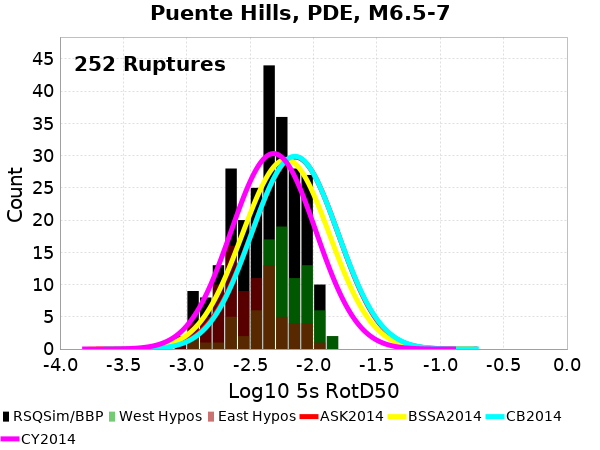 Puente Hills, PDE, M6.5-7
252 Ruptures
45
40
35
30
25
20
15
10
5
0
Count
-4.0 -3.5 -3.0 -2.5 -2.0 -1.5 -1.0 -0.5 0.0
Log10 5s RotD50
RSQSim/BBP West Hypos East Hypos ASK2014 BSSA2014 CB2014
CY2014